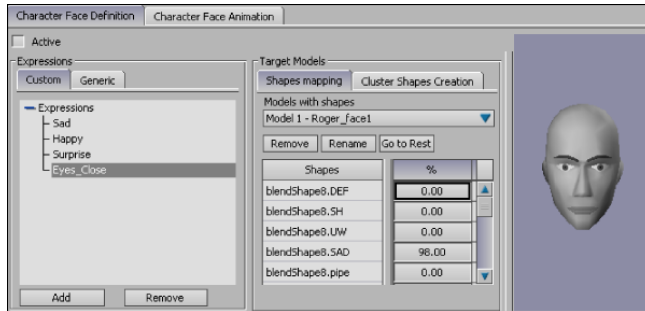 Character Face Definition
Character Face Animation
Active
Expressions
Custom
Generic
Expressions
Sad
Happy
Surprise
Eyes_Close
Add
Remove
Target Models
Shapes mapping
Cluster Shapes Creation
Models with shapes
Model 1 - Roger_face1
Remove
Rename
Go to Rest
Shapes %
blendShape8.DEF 0.00
blendShape8.SH 0.00
blendShape8.UW 0.00
blendShape8.SAD 98.00
blendShape8.pipe 0.00